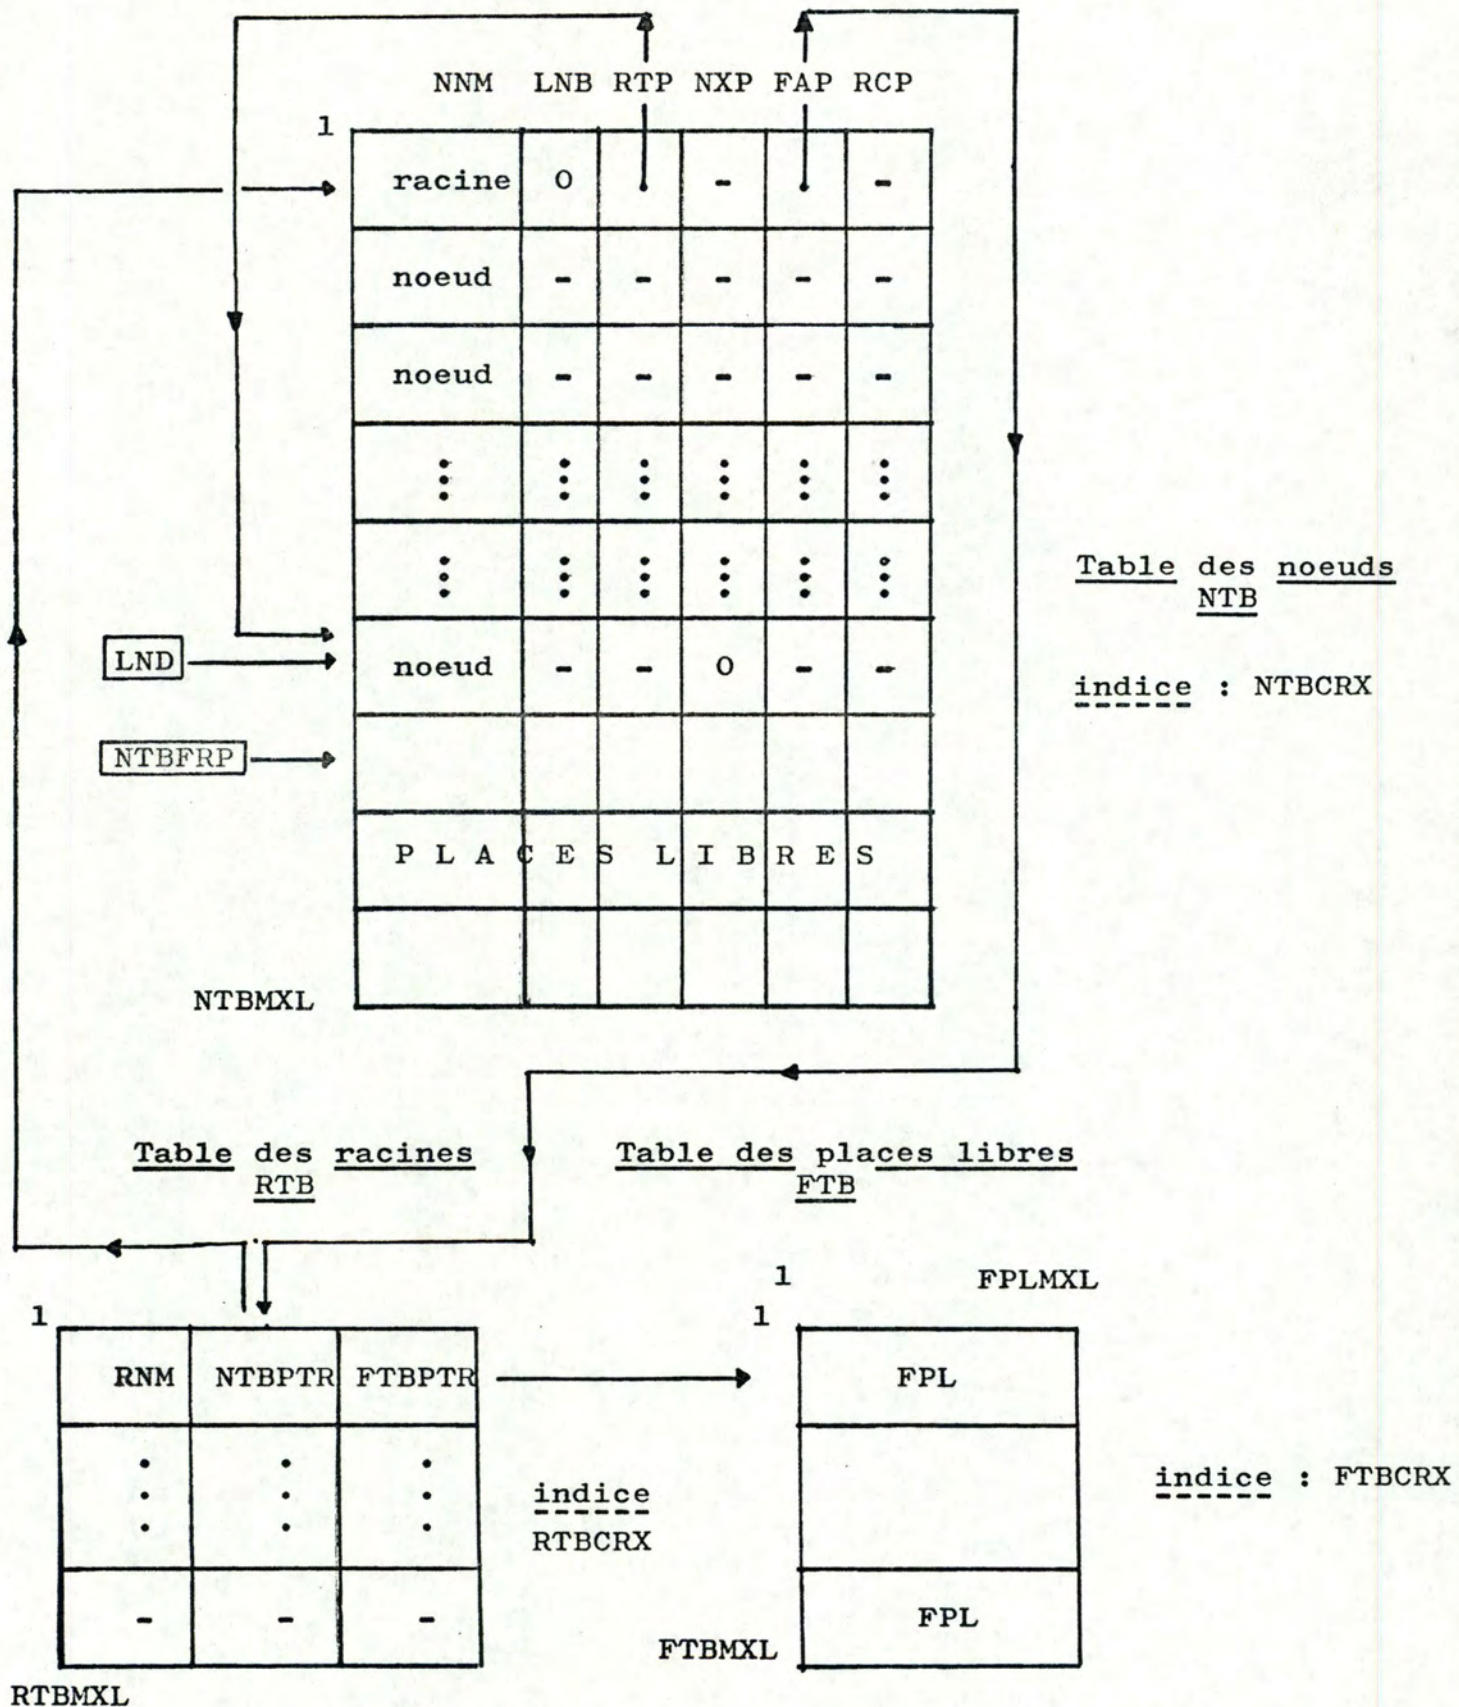 NNM LNB RTP NXP FAP RCP
1
racine O - -
noeud - - - - -
noeud - - - - -
LND
noeud - - O - -
NTBFRP
PLACES LIBRES
NTBMXL
Table des noeuds
NTB
indice : NTBCRX
Table des racines
RTB
Table des places libres
FTB
1 FPLMXL
1
RNM NTBPTR FTBPTR
- - -
RTBMXL
indice
RTBCRX
1
FPL
FPL
FTBMXL
indice : FTBCRX